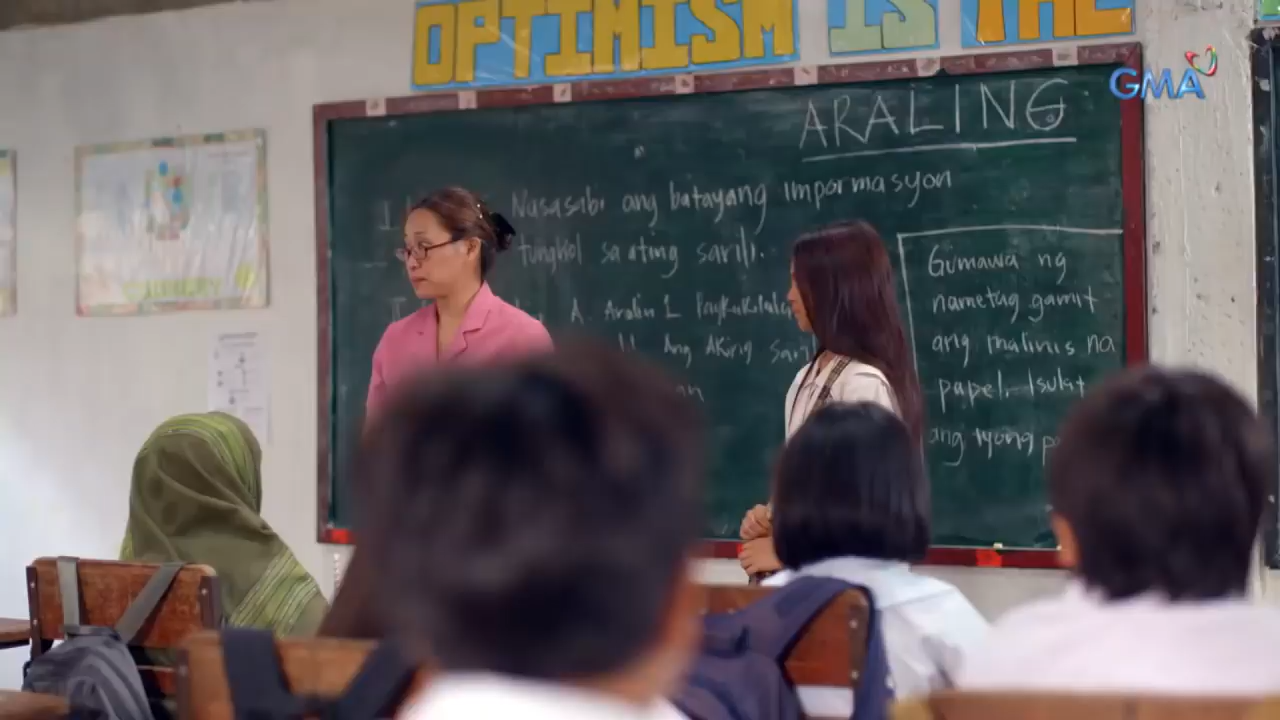 OPTIMISM IS THE
GMA
ARALING
Nasasabi ang batayang impormasyon
tungkol sa ating sarili.
A. Aralin 1
Ang Aking
Gumawa ng
nametag gamit
ang malinis na
papel. Isulat
ang iyong